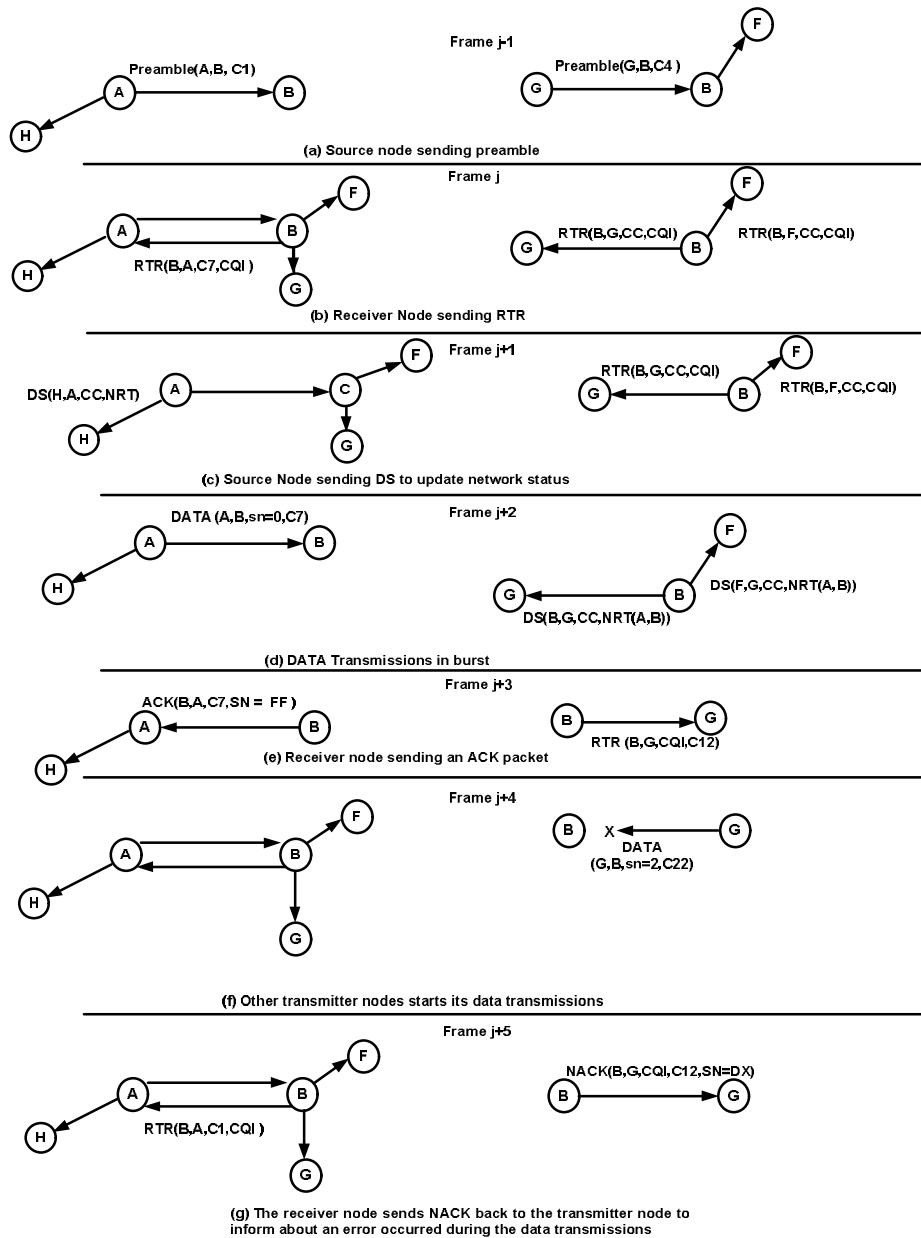 Frame j-1
F
Preamble(A,B, C1)
Preamble(G,B,C4 )
A
B
G
B
H
(a) Source node sending preamble
Frame j
F
F
A
B
RTR(B,G,CC,CQI)
RTR(B,F,CC,CQI)
G
B
H
RTR(B,A,C7,CQI )
G
(b) Receiver Node sending RTR
Frame j+1
F
F
RTR(B,G,CC,CQI)
DS(H,A,CC,NRT)
A
C
G
B
RTR(B,F,CC,CQI)
H
G
(c) Source Node sending DS to update network status
Frame j+2
DATA (A,B,sn=0,C7)
A
B
F
H
G
B
DS(F,G,CC,NRT(A,B))
DS(B,G,CC,NRT(A,B))
(d) DATA Transmissions in burst
Frame j+3
ACK(B,A,C7,SN = FF )
A
B
B
G
RTR (B,G,CQI,C12)
H
(e) Receiver node sending an ACK packet
Frame j+4
F
A
B
B
X
G
DATA
(G,B,sn=2,C22)
H
G
(f) Other transmitter nodes starts its data transmissions
Frame j+5
F
NACK(B,G,CQI,C12,SN=DX)
A
B
B
G
RTR(B,A,C1,CQI )
H
G
(g) The receiver node sends NACK back to the transmitter node to
inform about an error occurred during the data transmissions